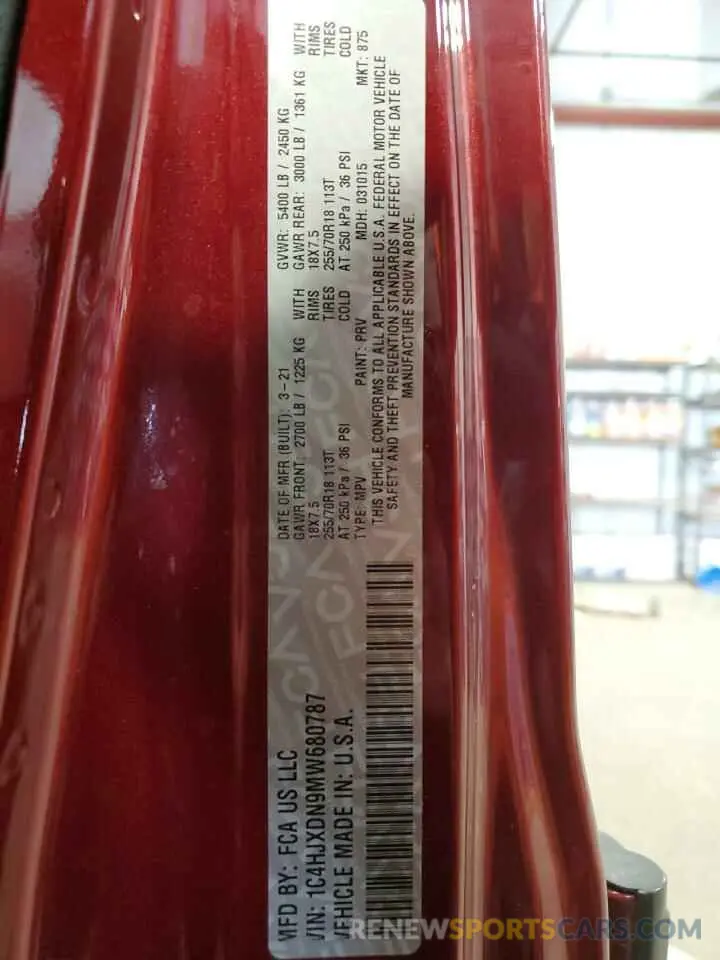 MFD BY: FCA US LLC
DATE OF MFR (BUILT): 3-21
GVWR: 5400 LB / 2450 KG
GAWR FRONT: 2700 LB / 1225 KG WITH
GAWR REAR: 3000 LB / 1361 KG WITH
18X7.5 RIMS
18X7.5 RIMS
255/70R18 113T TIRES
255/70R18 113T TIRES
AT 250 kPa / 36 PSI COLD
AT 250 kPa / 36 PSI COLD
TYPE: MPV PAINT: PRV MDH: 031015 MKT: 875
THIS VEHICLE CONFORMS TO ALL APPLICABLE U.S.A. FEDERAL MOTOR VEHICLE
SAFETY AND THEFT PREVENTION STANDARDS IN EFFECT ON THE DATE OF
MANUFACTURE SHOWN ABOVE.
VIN: 1C4HJXDN9MW680787
VEHICLE MADE IN: U.S.A.
RENEWSPORTSCARS.COM